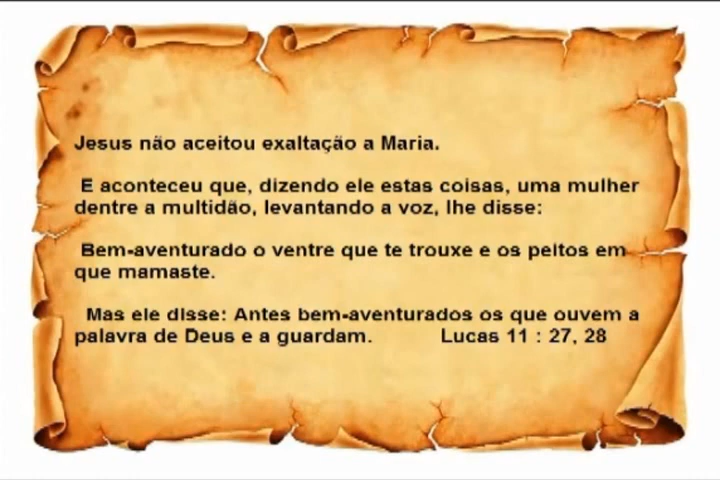 Jesus não aceitou exaltação a Maria.
E aconteceu que, dizendo ele estas coisas, uma mulher
dentre a multidão, levantando a voz, lhe disse:
Bem-aventurado o ventre que te trouxe e os peitos em
que mamaste.
Mas ele disse: Antes bem-aventurados os que ouvem a
palavra de Deus e a guardam. Lucas 11 : 27, 28